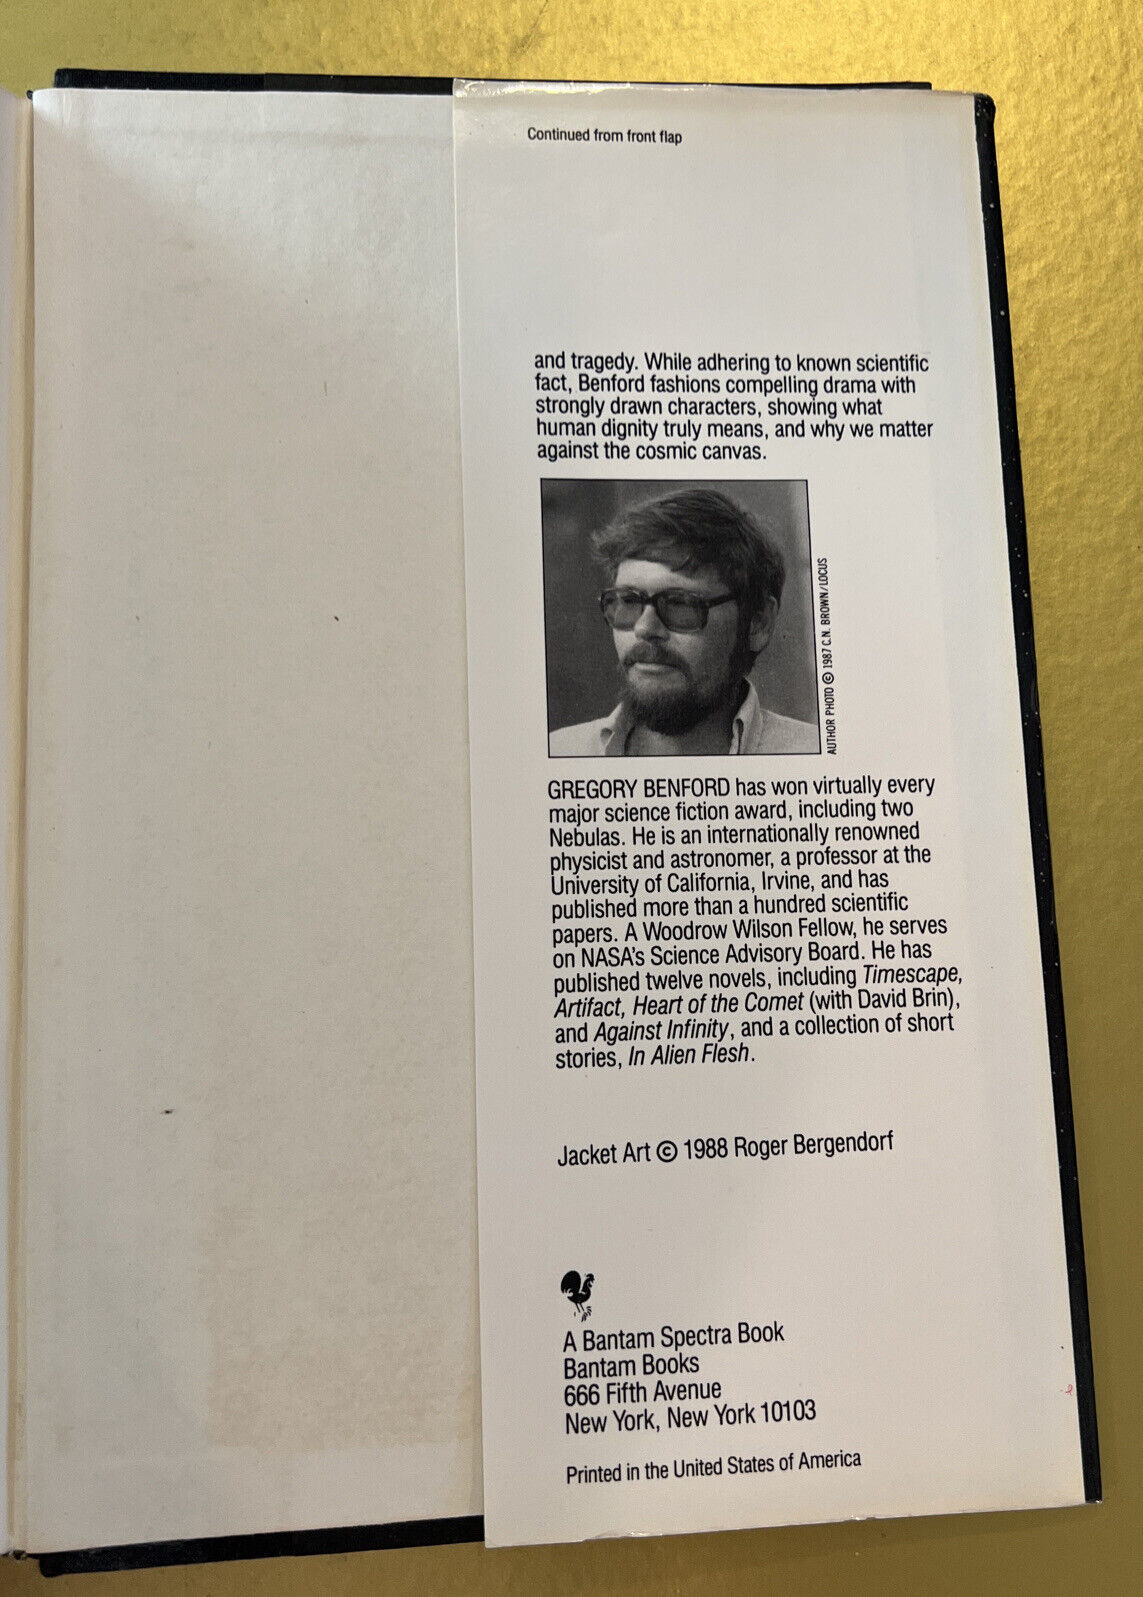 Continued from front flap
and tragedy. While adhering to known scientific
fact, Benford fashions compelling drama with
strongly drawn characters, showing what
human dignity truly means, and why we matter
against the cosmic canvas.
AUTHOR PHOTO © 1987 C.N. BROWN/LOCUS
GREGORY BENFORD has won virtually every
major science fiction award, including two
Nebulas. He is an internationally renowned
physicist and astronomer, a professor at the
University of California, Irvine, and has
published more than a hundred scientific
papers. A Woodrow Wilson Fellow, he serves
on NASA's Science Advisory Board. He has
published twelve novels, including Timescape,
Artifact, Heart of the Comet (with David Brin),
and Against Infinity, and a collection of short
stories, In Alien Flesh.
Jacket Art © 1988 Roger Bergendorf
A Bantam Spectra Book
Bantam Books
666 Fifth Avenue
New York, New York 10103
Printed in the United States of America